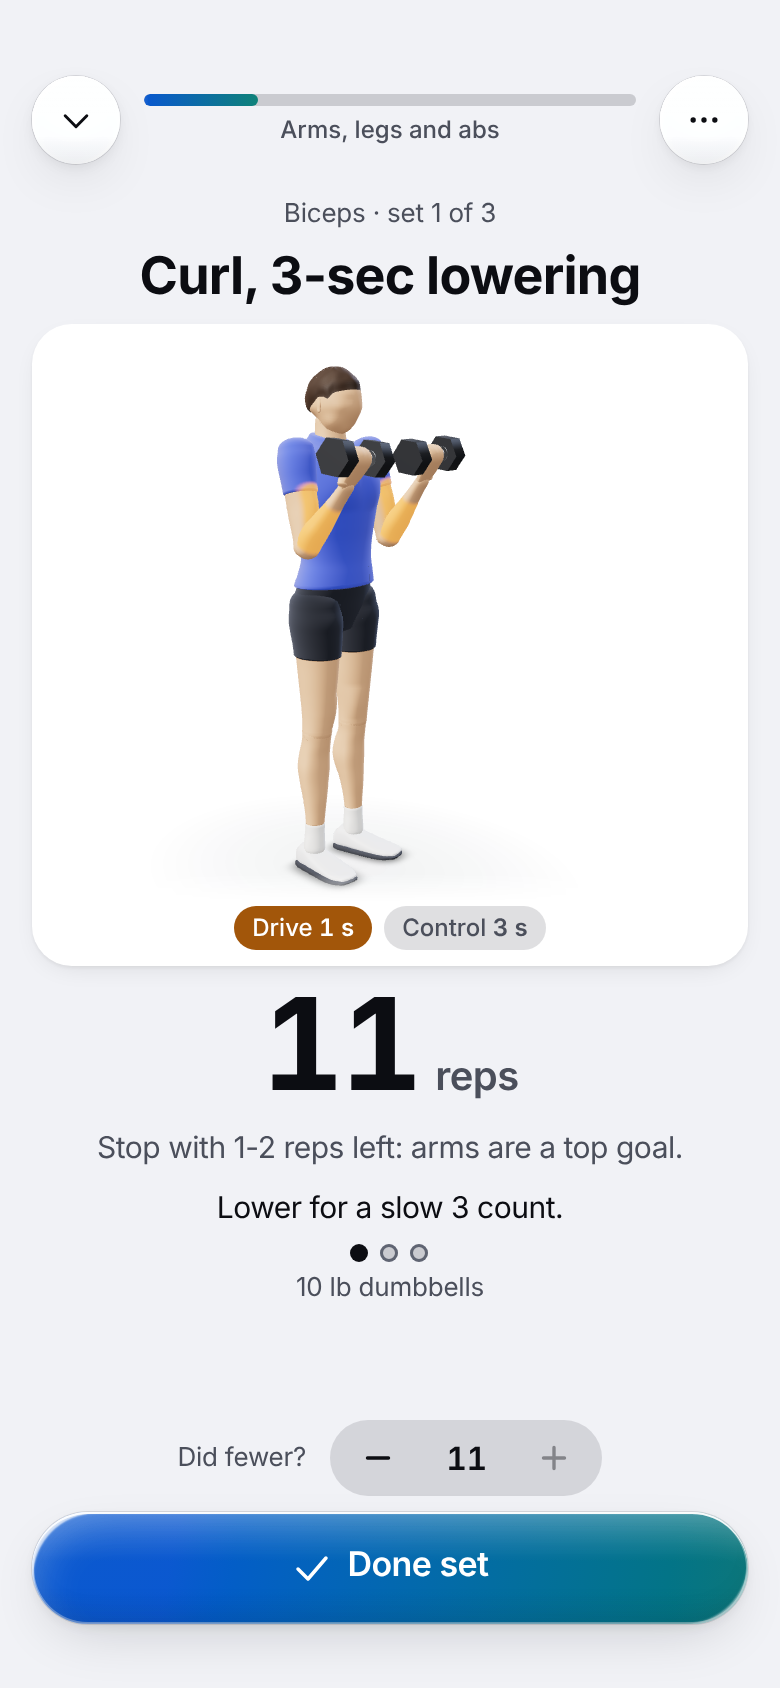 Arms, legs and abs
Biceps · set 1 of 3
Curl, 3-sec lowering
Drive 1 s
Control 3 s
11 reps
Stop with 1-2 reps left: arms are a top goal.
Lower for a slow 3 count.
10 lb dumbbells
Did fewer? − 11 +
Done set